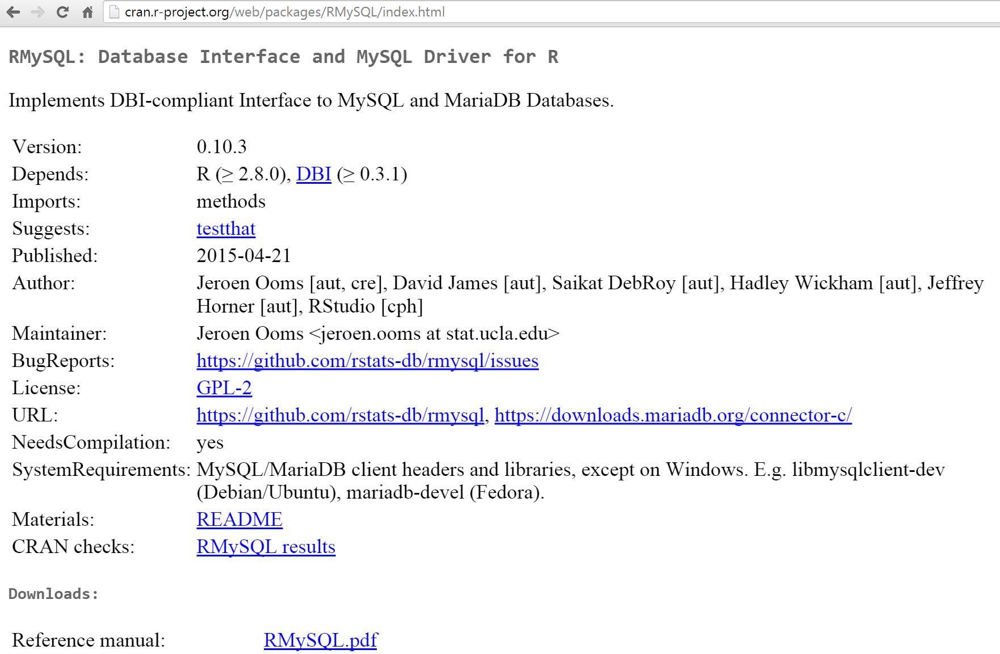 cran.r-project.org/web/packages/RMySQL/index.html
RMySQL: Database Interface and MySQL Driver for R
Implements DBI-compliant Interface to MySQL and MariaDB Databases.
Version: 0.10.3
Depends: R (≥ 2.8.0), DBI (≥ 0.3.1)
Imports: methods
Suggests: testthat
Published: 2015-04-21
Author: Jeroen Ooms [aut, cre], David James [aut], Saikat DebRoy [aut], Hadley Wickham [aut], Jeffrey
Horner [aut], RStudio [cph]
Maintainer: Jeroen Ooms <jeroen.ooms at stat.ucla.edu>
BugReports: https://github.com/rstats-db/rmysql/issues
License: GPL-2
URL: https://github.com/rstats-db/rmysql, https://downloads.mariadb.org/connector-c/
NeedsCompilation: yes
SystemRequirements: MySQL/MariaDB client headers and libraries, except on Windows. E.g. libmysqlclient-dev
(Debian/Ubuntu), mariadb-devel (Fedora).
Materials: README
CRAN checks: RMySQL results
Downloads:
Reference manual: RMySQL.pdf